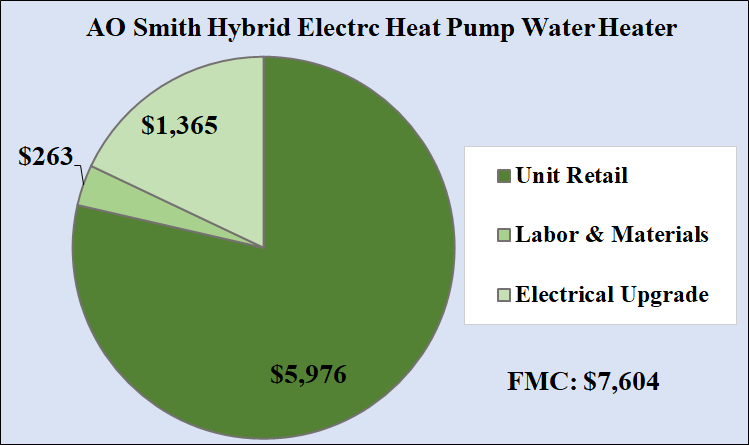 AO Smith Hybrid Electrc Heat Pump Water Heater
$1,365
$263
$5,976
Unit Retail
Labor & Materials
Electrical Upgrade
FMC: $7,604